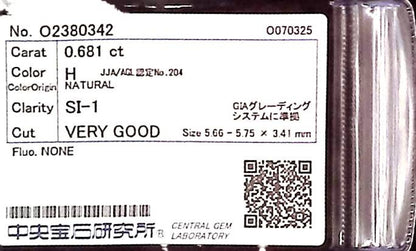 No. O2380342 O070325
Carat 0.681 ct
Color H JJA/AGL認定No.204
ColorOrigin NATURAL
Clarity SI-1 GIAグレーディング
システムに準拠
Cut VERY GOOD Size 5.66 - 5.75 × 3.41 mm
Fluo. NONE
中央宝石研究所® CENTRAL GEM
LABORATORY